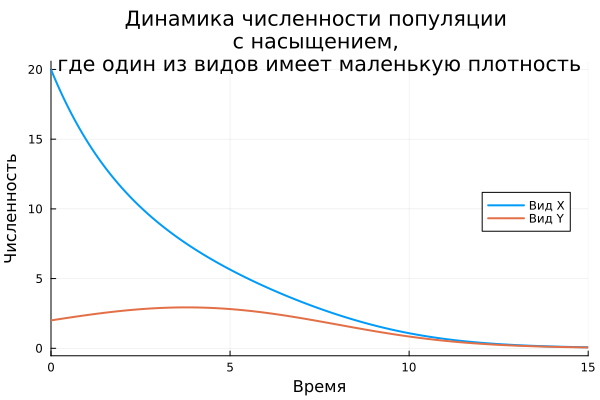 Динамика численности популяции
с насыщением,
где один из видов имеет маленькую плотность
Численность
20
15
10
5
0
Вид X
Вид Y
0 5 10 15
Время